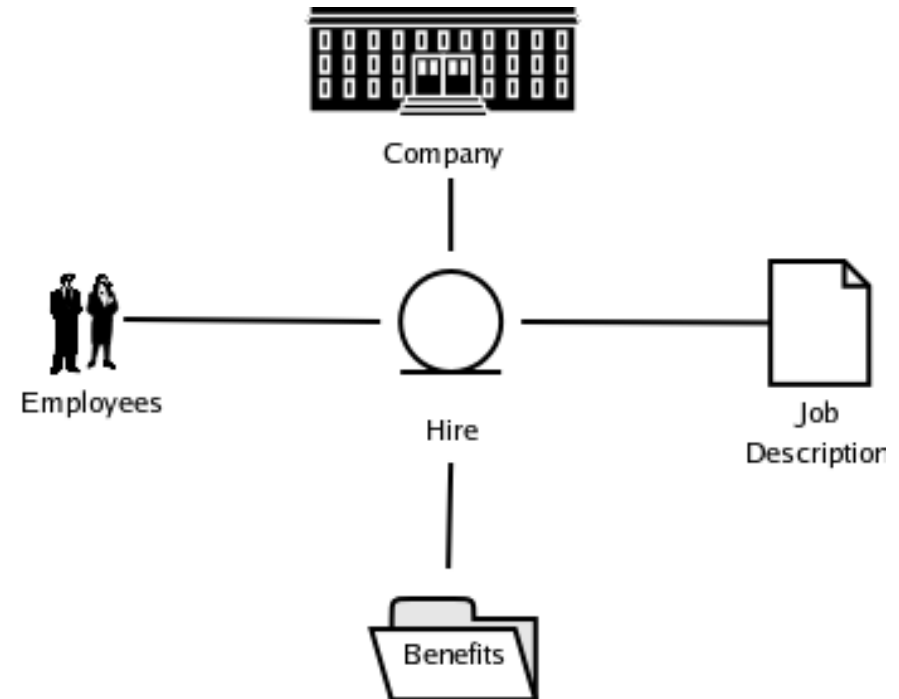 Company
Employees
Hire
Job
Description
Benefits